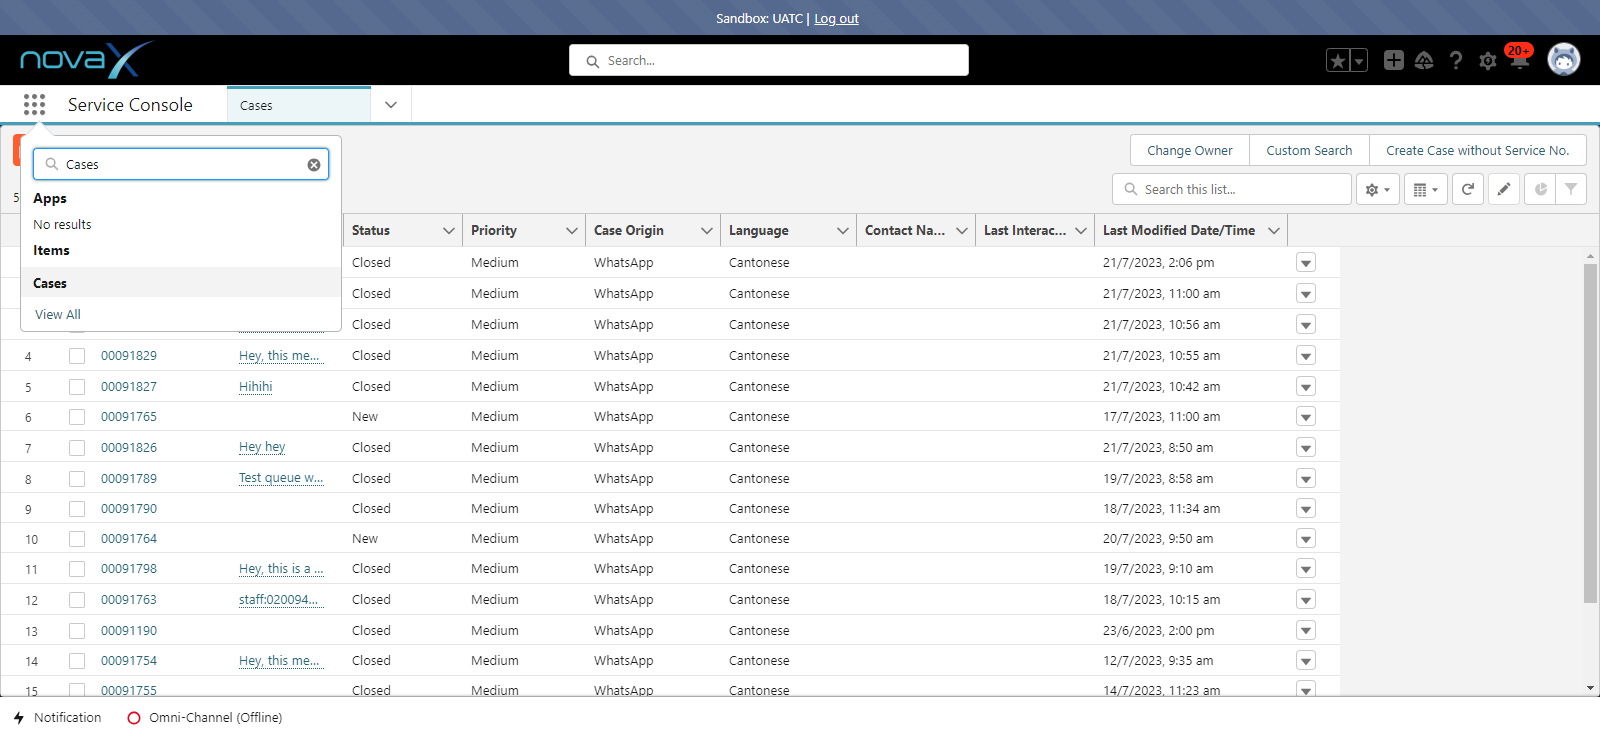 Sandbox: UATC | Log out
novaX
Search...
20+
Service Console
Cases
Cases
Apps
No results
Items
Cases
View All
Change Owner
Custom Search
Create Case without Service No.
5
Search this list...
Status Priority Case Origin Language Contact Na... Last Interac... Last Modified Date/Time
Closed Medium WhatsApp Cantonese 21/7/2023, 2:06 pm
Closed Medium WhatsApp Cantonese 21/7/2023, 11:00 am
Closed Medium WhatsApp Cantonese 21/7/2023, 10:56 am
4 00091829 Hey, this me... Closed Medium WhatsApp Cantonese 21/7/2023, 10:55 am
5 00091827 Hihihi Closed Medium WhatsApp Cantonese 21/7/2023, 10:42 am
6 00091765 New Medium WhatsApp Cantonese 17/7/2023, 11:00 am
7 00091826 Hey hey Closed Medium WhatsApp Cantonese 21/7/2023, 8:50 am
8 00091789 Test queue w... Closed Medium WhatsApp Cantonese 19/7/2023, 8:58 am
9 00091790 Closed Medium WhatsApp Cantonese 18/7/2023, 11:34 am
10 00091764 New Medium WhatsApp Cantonese 20/7/2023, 9:50 am
11 00091798 Hey, this is a ... Closed Medium WhatsApp Cantonese 19/7/2023, 9:10 am
12 00091763 staff:020094... Closed Medium WhatsApp Cantonese 18/7/2023, 10:15 am
13 00091190 Closed Medium WhatsApp Cantonese 23/6/2023, 2:00 pm
14 00091754 Hey, this me... Closed Medium WhatsApp Cantonese 12/7/2023, 9:35 am
15 00091755 Closed Medium WhatsApp Cantonese 14/7/2023, 11:23 am
Notification
Omni-Channel (Offline)